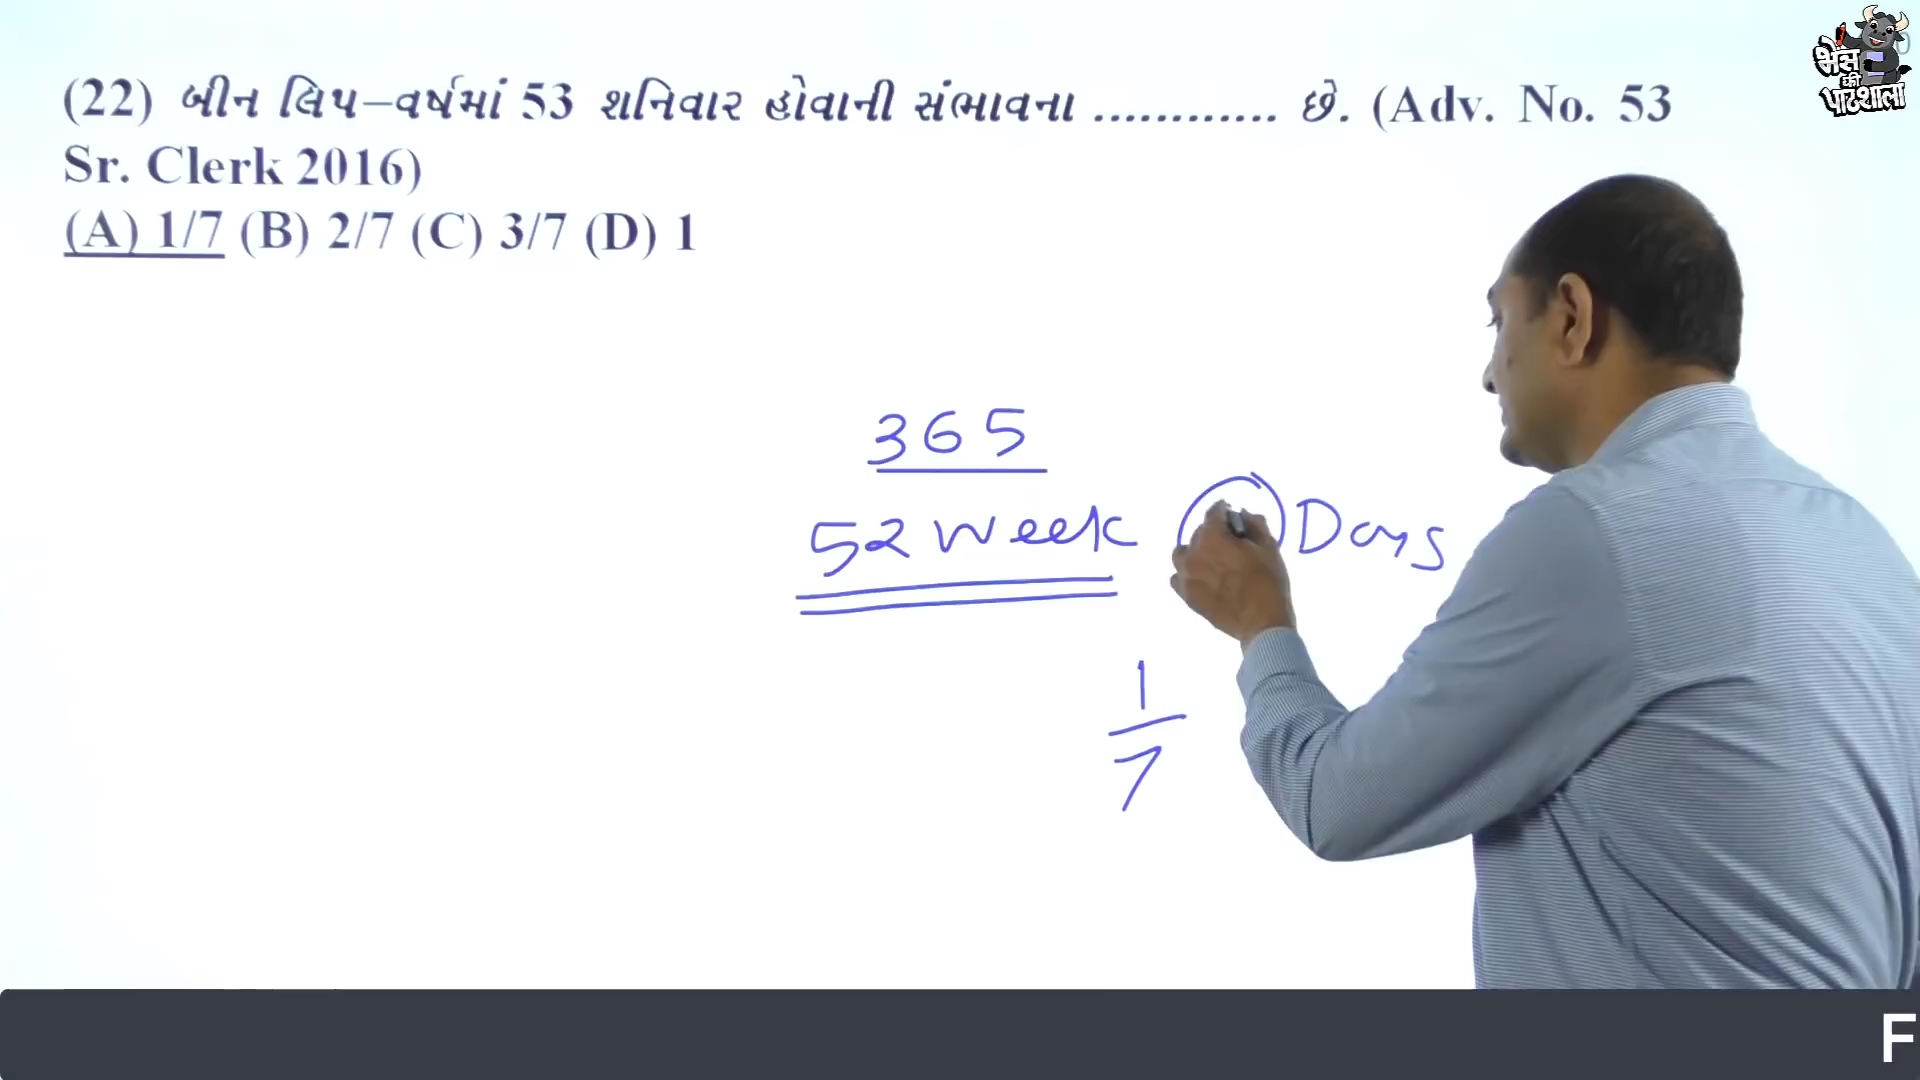 (22) બીન લિપ-વર્ષમાં 53 શનિવાર હોવાની સંભાવના ............ છે. (Adv. No. 53
Sr. Clerk 2016)
(A) 1/7 (B) 2/7 (C) 3/7 (D) 1
365
52 Week Days
1
7
भैंस
की
पाठशाला
F